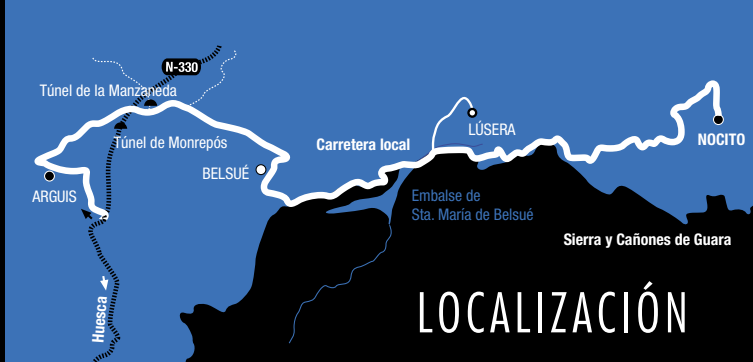 N-330
Túnel de la Manzaneda
Túnel de Monrepós
Carretera local
LÚSERA
NOCITO
BELSUÉ
ARGUIS
Embalse de
Sta. María de Belsué
Sierra y Cañones de Guara
Huesca
LOCALIZACIÓN